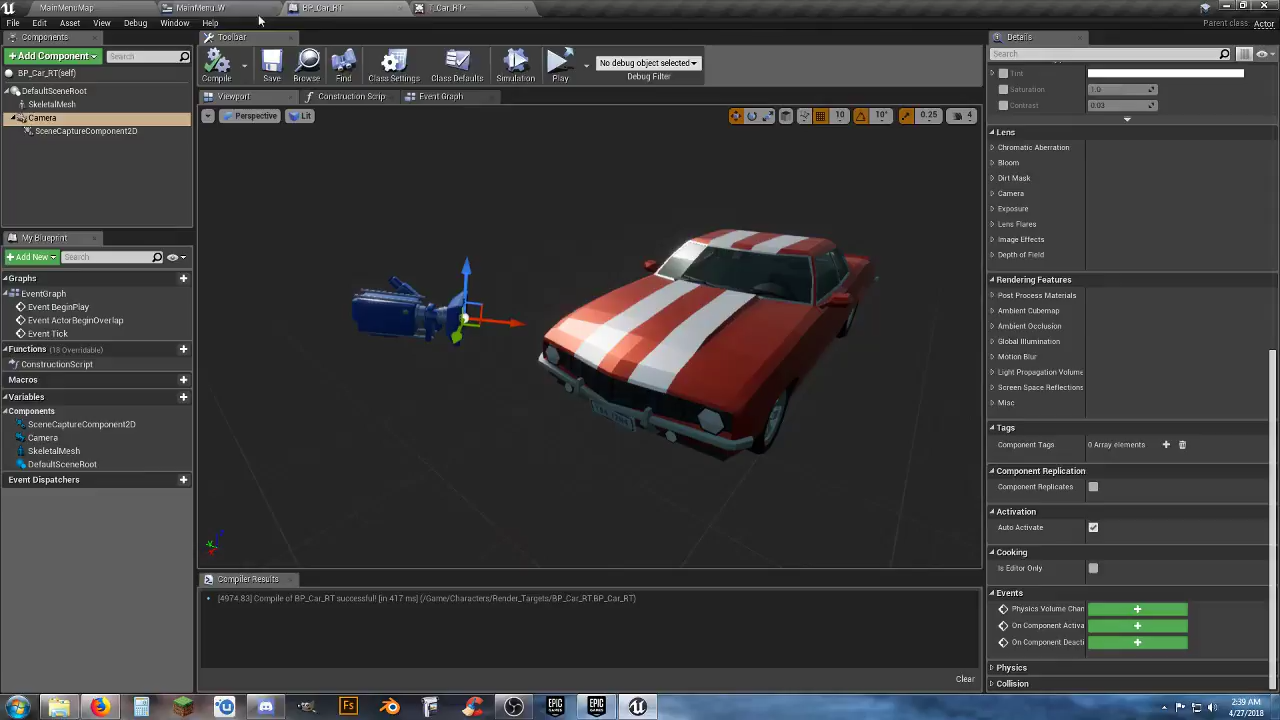 MainMenuMap
MainMenu_W
BP_Car_RT
T_Car_RT*
File Edit Asset View Debug Window Help
Parent class: Actor
Components
Toolbar
Details
Add Component
Search
Compile
Save
Browse
Find
Class Settings
Class Defaults
Simulation
Play
No debug object selected
Debug Filter
Search
BP_Car_RT(self)
DefaultSceneRoot
SkeletalMesh
Camera
SceneCaptureComponent2D
Viewport
Construction Scrip
Event Graph
Perspective
Lit
10
10°
0.25
4
Tint
Saturation 1.0
Contrast 0.03
Lens
Chromatic Aberration
Bloom
Dirt Mask
Camera
Exposure
Lens Flares
Image Effects
Depth of Field
Rendering Features
Post Process Materials
Ambient Cubemap
Ambient Occlusion
Global Illumination
Motion Blur
Light Propagation Volume
Screen Space Reflections
Misc
Tags
Component Tags 0 Array elements
Component Replication
Component Replicates
Activation
Auto Activate
Cooking
Is Editor Only
Events
Physics Volume Chan
On Component Activa
On Component Deacti
Physics
Collision
My Blueprint
Add New
Search
Graphs
EventGraph
Event BeginPlay
Event ActorBeginOverlap
Event Tick
Functions (18 Overridable)
ConstructionScript
Macros
Variables
Components
SceneCaptureComponent2D
Camera
SkeletalMesh
DefaultSceneRoot
Event Dispatchers
Compiler Results
[4974.83] Compile of BP_Car_RT successful! [in 417 ms] (/Game/Characters/Render_Targets/BP_Car_RT.BP_Car_RT)
Clear
Fs
EPIC GAMES
EPIC GAMES
2:39 AM
4/27/2018